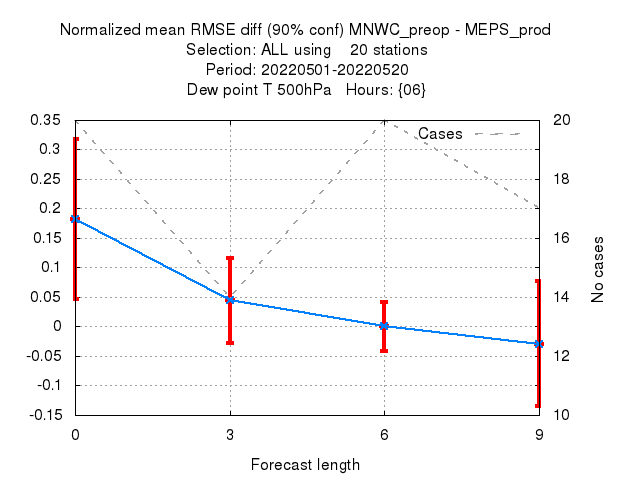 Normalized mean RMSE diff (90% conf) MNWC_preop - MEPS_prod
Selection: ALL using    20 stations
Period: 20220501-20220520
Dew point T 500hPa   Hours: {06}
Cases
0.35
0.3
0.25
0.2
0.15
0.1
0.05
0
-0.05
-0.1
-0.15
20
18
16
14
12
10
No cases
0 3 6 9
Forecast length